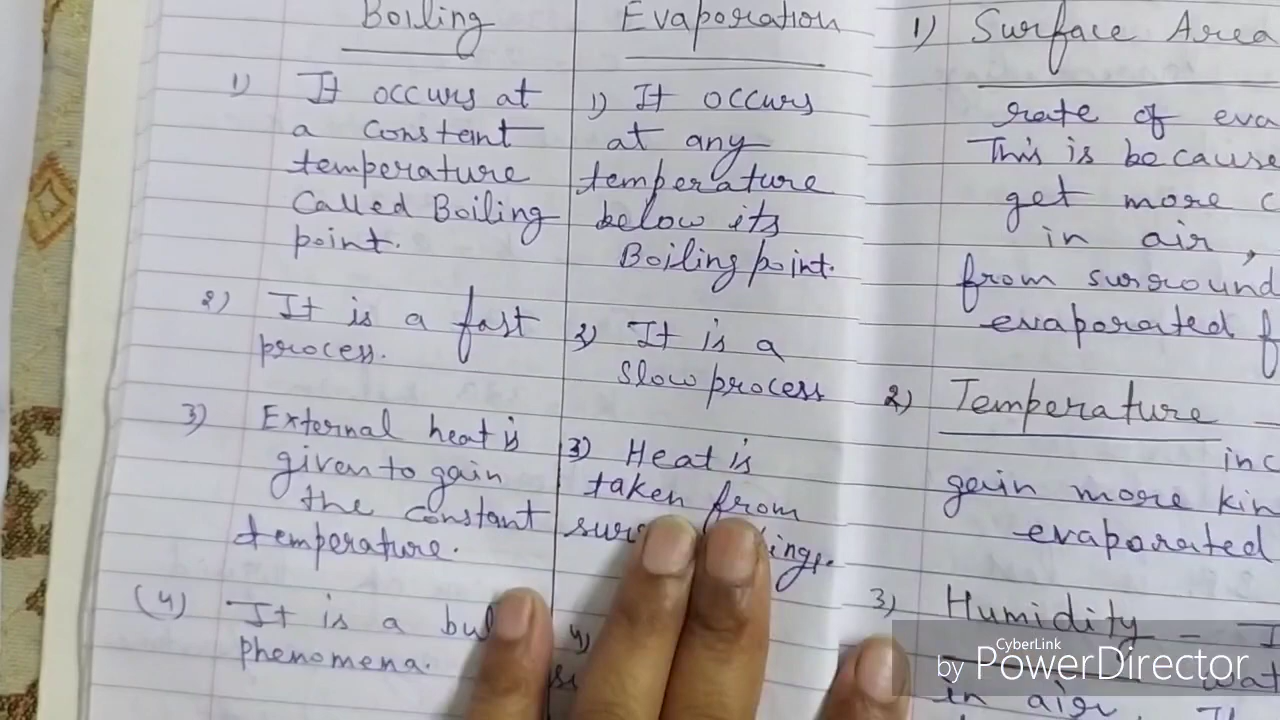 Boiling
1) It occurs at
a constant
temperature
Called Boiling
point.
2) It is a fast
process.
3) External heat is
given to gain
the constant
temperature.
(4) It is a
phenomena.
Evaporation
1) It occurs
at any
temperature
below its
Boiling point.
2) It is a
slow process
3) Heat is
taken from
4)
1) Surface Area
rate of eva
This is because
get more c
in air,
from surround
evaporated f
2) Temperature —
inc
gain more kin
evaporated
3) Humidity - I
wat
in air.
CyberLink
by PowerDirector